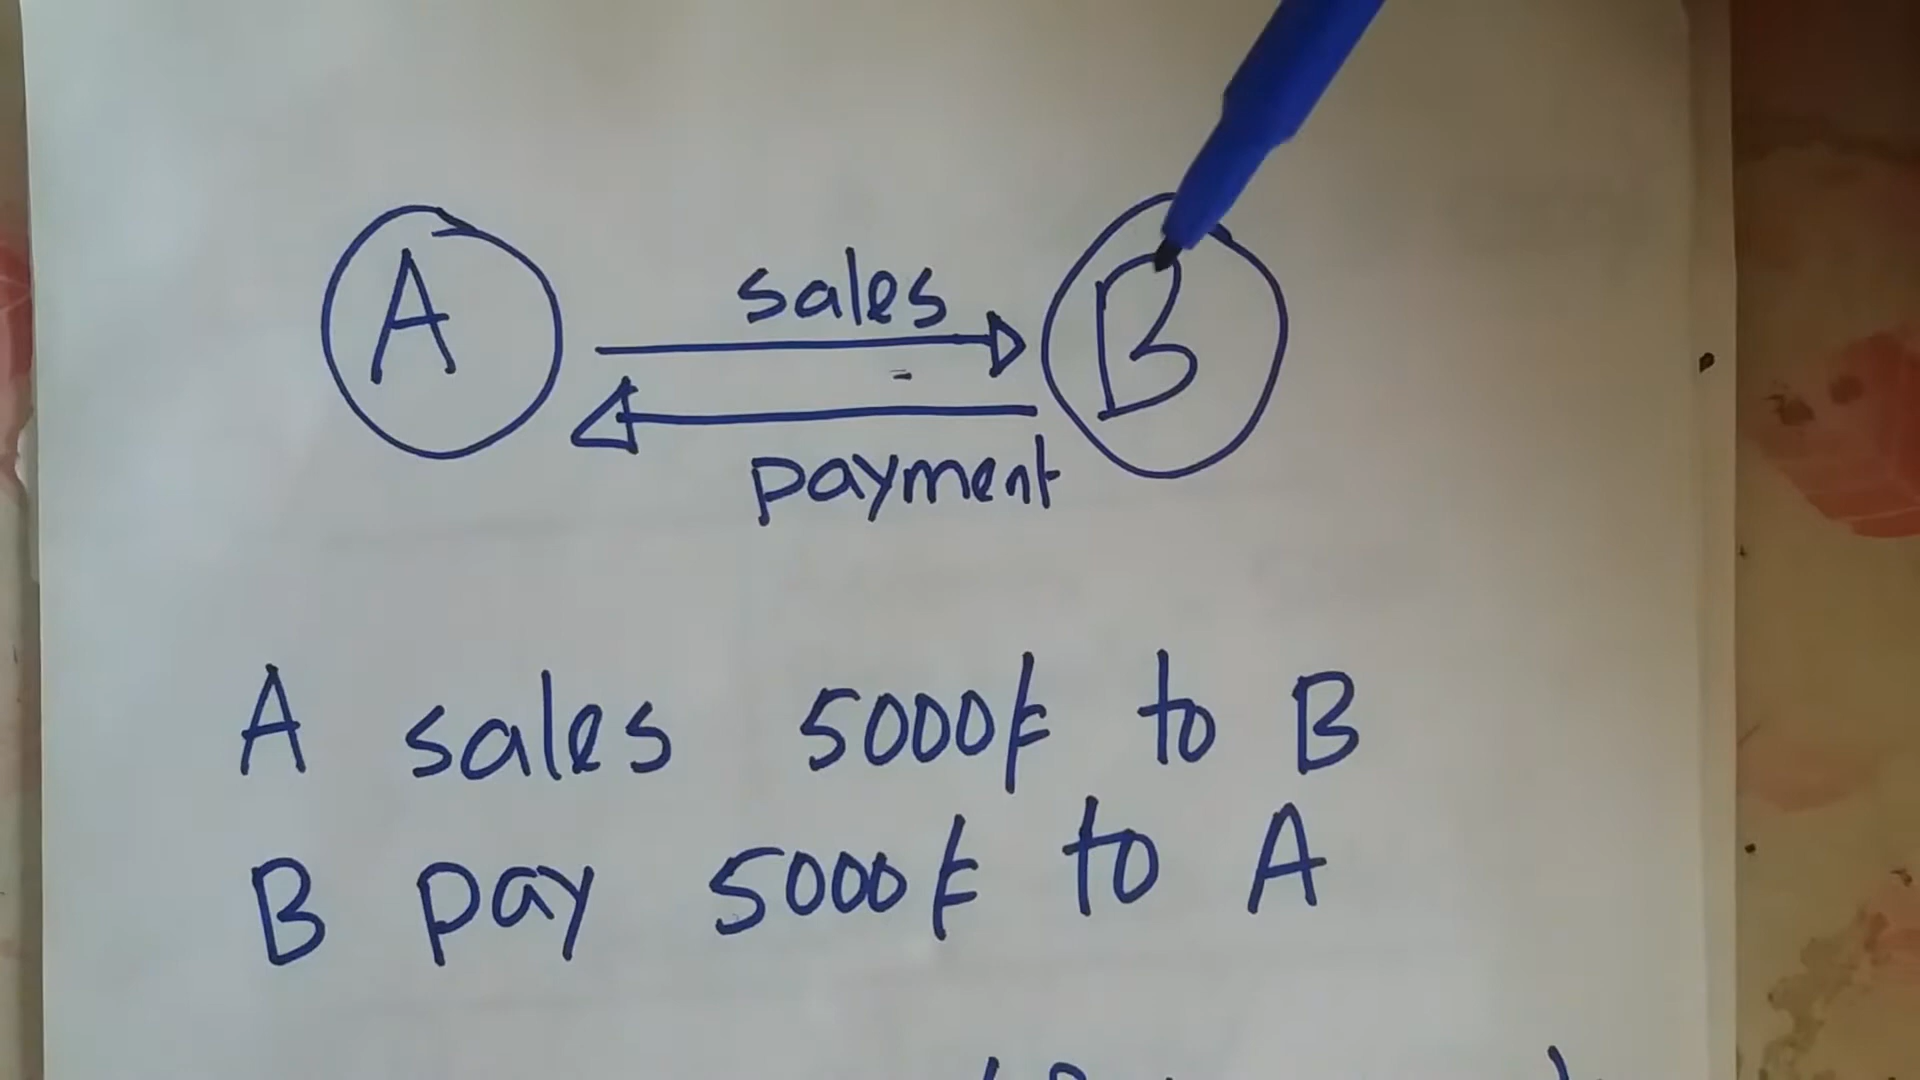 A
sales
B
payment
A sales 5000₭ to B
B pay 5000₭ to A